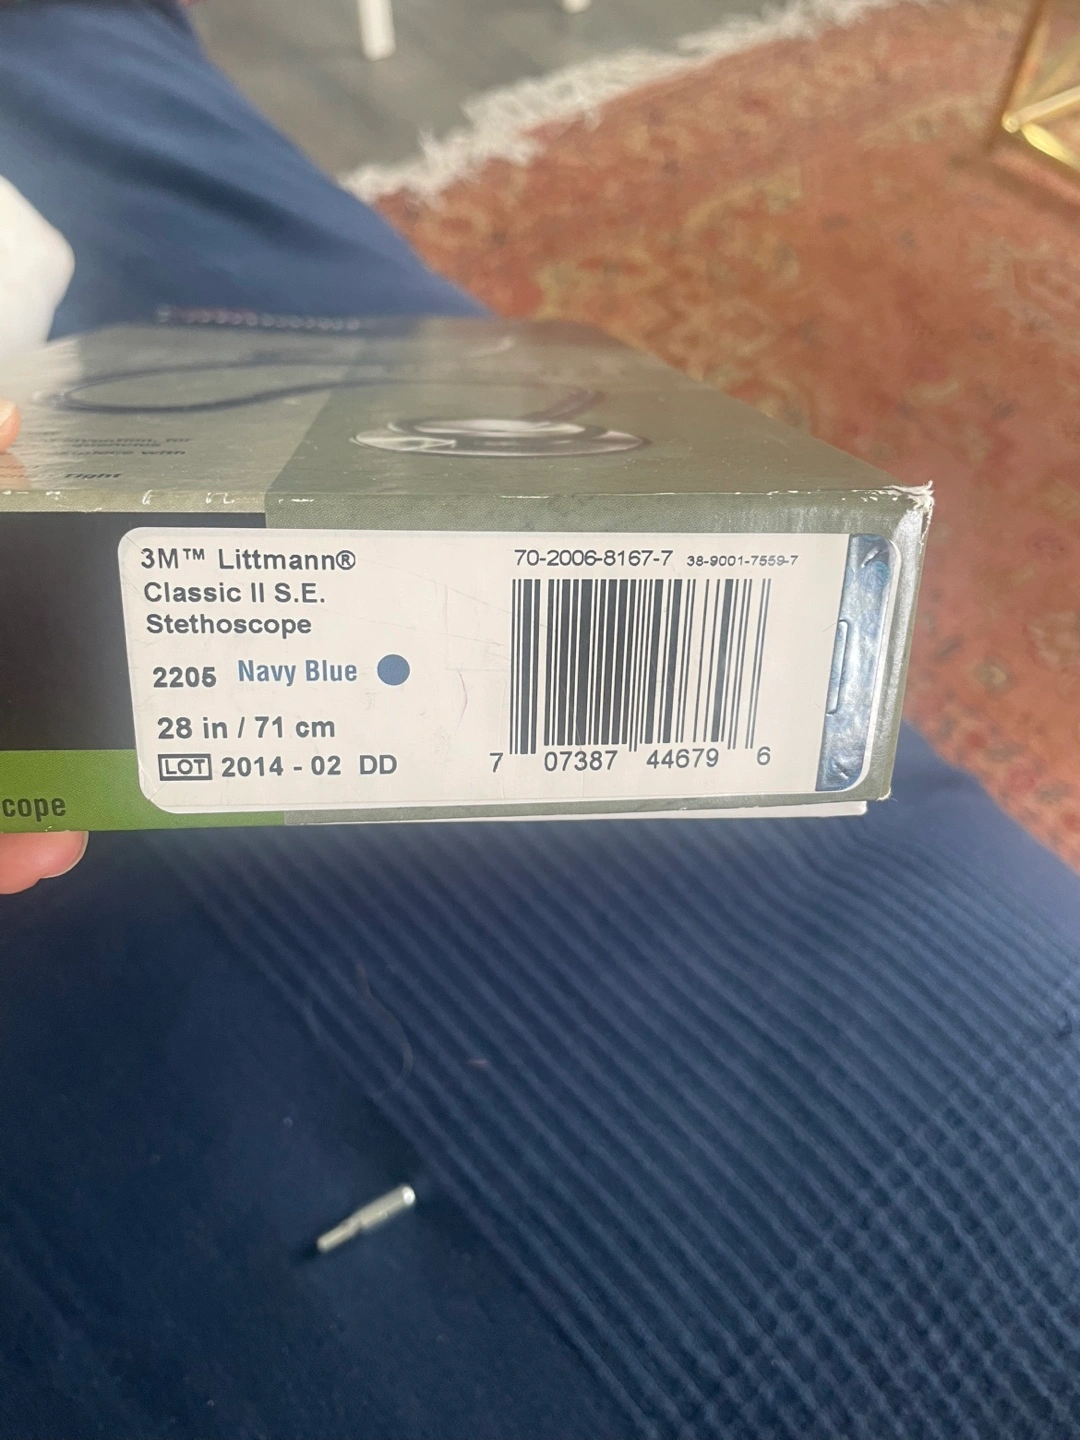 3M™ Littmann®
Classic II S.E.
Stethoscope
2205 Navy Blue
28 in / 71 cm
LOT 2014 - 02 DD
70-2006-8167-7 38-9001-7559-7
7 07387 44679 6
cope
with